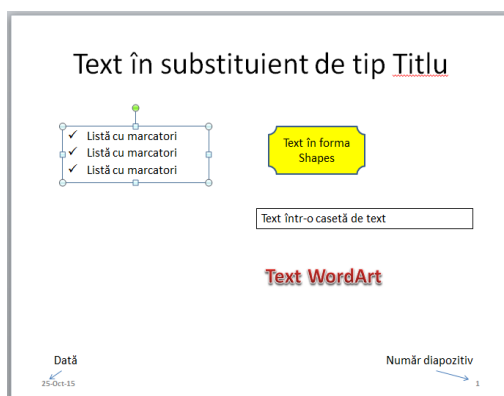 Text în substituient de tip Titlu
Listă cu marcatori
Listă cu marcatori
Listă cu marcatori
Text în forma
Shapes
Text într-o casetă de text
Text WordArt
Dată
Număr diapozitiv
25-Oct-15
1